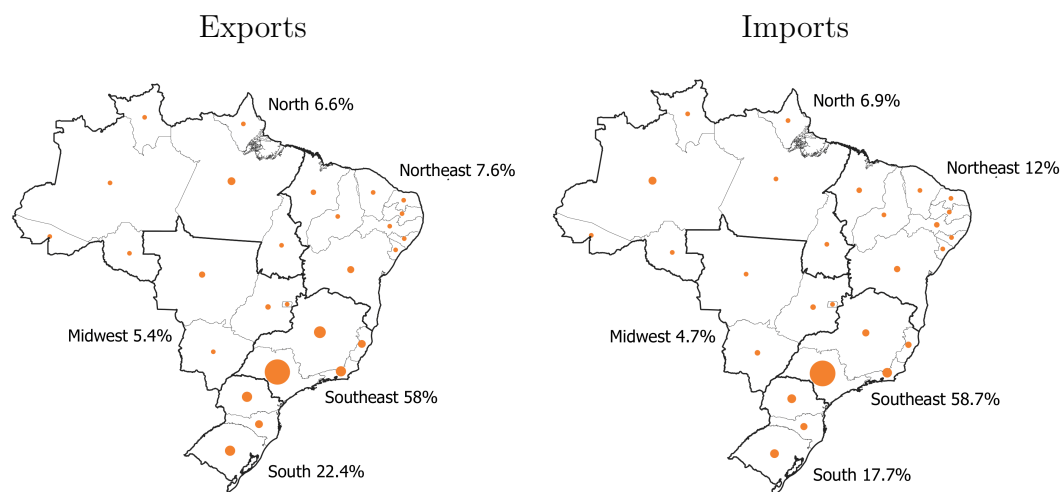 Exports
North 6.6%
Northeast 7.6%
Midwest 5.4%
Southeast 58%
South 22.4%
Imports
North 6.9%
Northeast 12%
Midwest 4.7%
Southeast 58.7%
South 17.7%